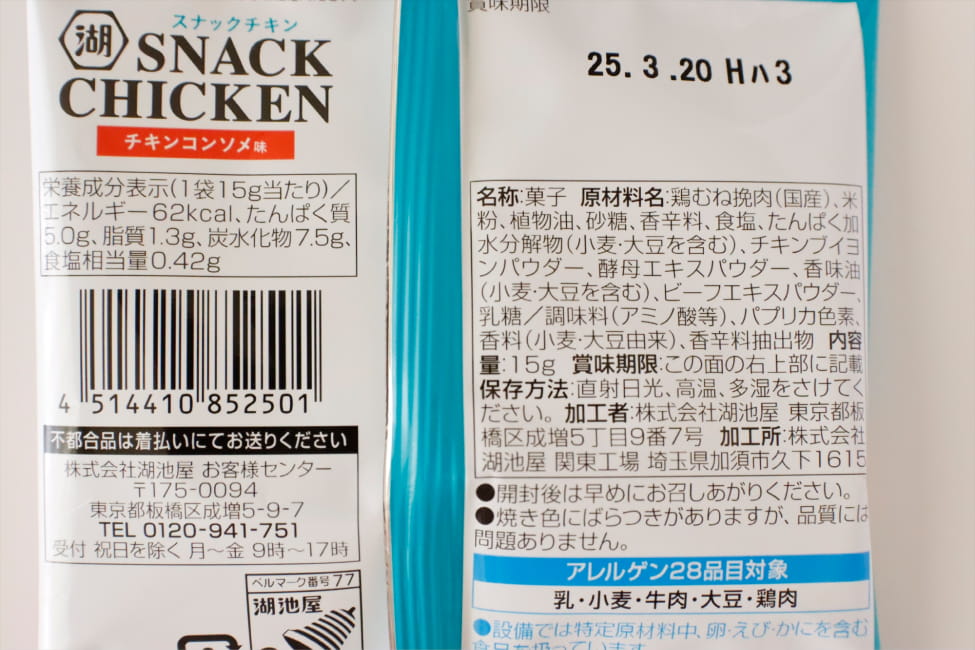 スナックチキン
湖 SNACK
CHICKEN
チキンコンソメ味
栄養成分表示(1袋15g当たり)/
エネルギー62kcal、たんぱく質
5.0g、脂質1.3g、炭水化物7.5g、
食塩相当量0.42g
4 514410 852501
不都合品は着払いにてお送りください
株式会社湖池屋 お客様センター
〒175-0094
東京都板橋区成増5-9-7
TEL 0120-941-751
受付 祝日を除く 月〜金 9時〜17時
ベルマーク番号77
湖池屋
賞味期限
25.3.20 Hハ3
名称:菓子 原材料名:鶏むね挽肉(国産)、米
粉、植物油、砂糖、香辛料、食塩、たんぱく加
水分解物(小麦・大豆を含む)、チキンブイヨ
ンパウダー、酵母エキスパウダー、香味油
(小麦・大豆を含む)、ビーフエキスパウダー、
乳糖/調味料(アミノ酸等)、パプリカ色素、
香料(小麦・大豆由来)、香辛料抽出物 内容
量:15g 賞味期限:この面の右上部に記載
保存方法:直射日光、高温、多湿をさけてく
ださい。加工者:株式会社湖池屋 東京都板
橋区成増5丁目9番7号 加工所:株式会社
湖池屋 関東工場 埼玉県加須市久下1615
●開封後は早めにお召しあがりください。
●焼き色にばらつきがありますが、品質には
問題ありません。
アレルゲン28品目対象
乳・小麦・牛肉・大豆・鶏肉
●設備では特定原材料中、卵・えび・かにを含む
食品を扱っています。